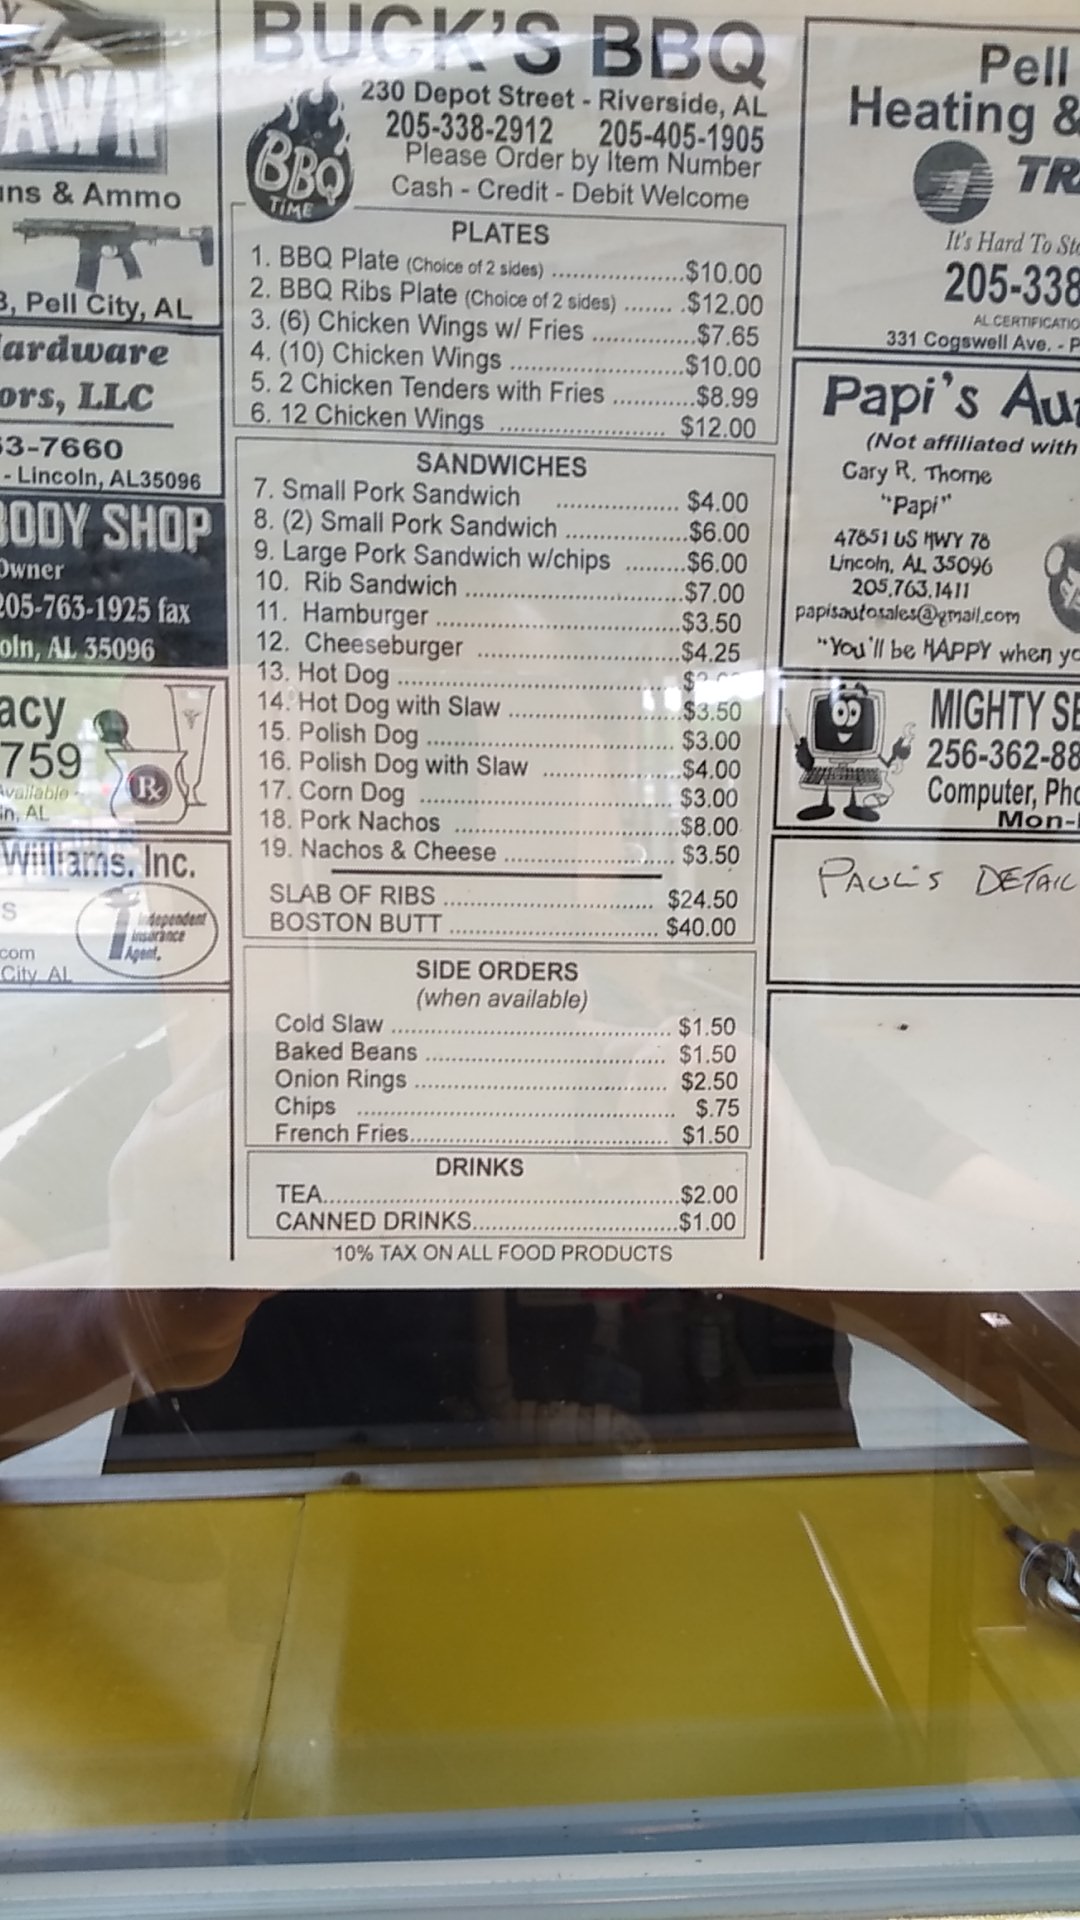 AWN
uns & Ammo
, Pell City, AL
ardware
ors, LLC
3-7660
- Lincoln, AL35096
BODY SHOP
Owner
205-763-1925 fax
oln, AL 35096
acy
759
Available -
in, AL
Rx
Williams, Inc.
S
Independent
Insurance
Agent.
com
City, AL
BUCK'S BBQ
230 Depot Street - Riverside, AL
205-338-2912 205-405-1905
Please Order by Item Number
Cash - Credit - Debit Welcome
BBQ
TIME
PLATES
1. BBQ Plate (Choice of 2 sides) ..................$10.00
2. BBQ Ribs Plate (Choice of 2 sides) ....... .$12.00
3. (6) Chicken Wings w/ Fries ..................$7.65
4. (10) Chicken Wings ..............................$10.00
5. 2 Chicken Tenders with Fries ..............$8.99
6. 12 Chicken Wings ............................. $12.00
SANDWICHES
7. Small Pork Sandwich ..................... $4.00
8. (2) Small Pork Sandwich .....................$6.00
9. Large Pork Sandwich w/chips ...........$6.00
10. Rib Sandwich .....................................$7.00
11. Hamburger ..........................................$3.50
12. Cheeseburger ...................................$4.25
13. Hot Dog ................................................
14. Hot Dog with Slaw ..............................$3.50
15. Polish Dog .......................................... $3.00
16. Polish Dog with Slaw ....................... $4.00
17. Corn Dog ............................................ $3.00
18. Pork Nachos ...................................... $8.00
19. Nachos & Cheese ............................. $3.50
SLAB OF RIBS ..................................... $24.50
BOSTON BUTT .................................... $40.00
SIDE ORDERS
(when available)
Cold Slaw ................................................ $1.50
Baked Beans ......................................... $1.50
Onion Rings ........................................... $2.50
Chips ...................................................... $.75
French Fries............................................ $1.50
DRINKS
TEA............................................................$2.00
CANNED DRINKS...................................$1.00
10% TAX ON ALL FOOD PRODUCTS
Pell
Heating &
TR
It's Hard To St
205-338
AL CERTIFICATIO
331 Cogswell Ave. - P
Papi's Au
(Not affiliated with
Gary R. Thorne
"Papi"
47851 US HWY 78
Lincoln, AL 35096
205.763.1411
papisautosales@gmail.com
"You'll be HAPPY when yo
MIGHTY SE
256-362-88
Computer, Pho
Mon-
PAUL'S DETAIL